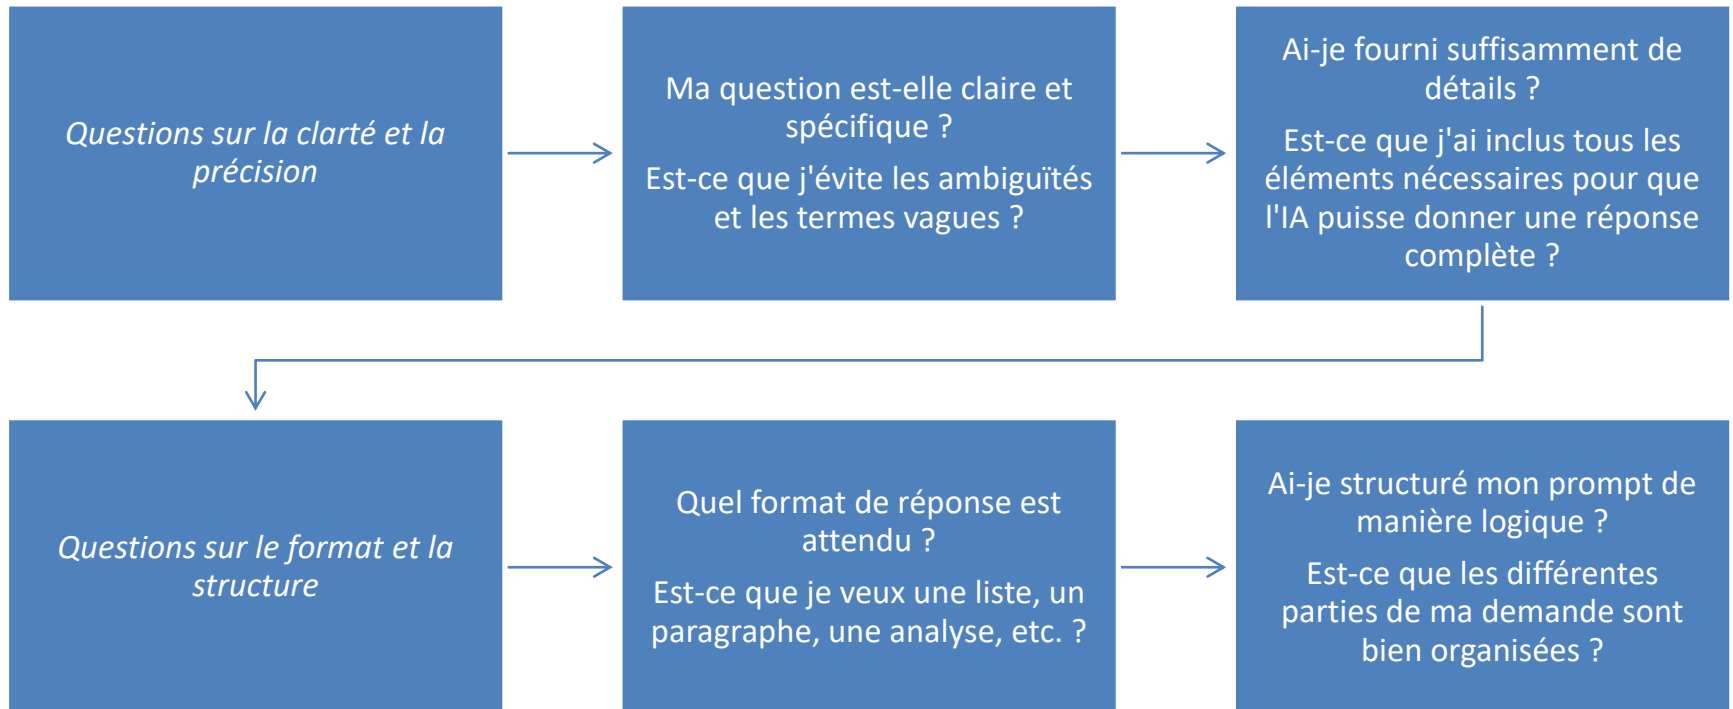 Questions sur la clarté et la
précision
Ma question est-elle claire et
spécifique ?
Est-ce que j'évite les ambiguïtés
et les termes vagues ?
Ai-je fourni suffisamment de
détails ?
Est-ce que j'ai inclus tous les
éléments nécessaires pour que
l'IA puisse donner une réponse
complète ?
Questions sur le format et la
structure
Quel format de réponse est
attendu ?
Est-ce que je veux une liste, un
paragraphe, une analyse, etc. ?
Ai-je structuré mon prompt de
manière logique ?
Est-ce que les différentes
parties de ma demande sont
bien organisées ?